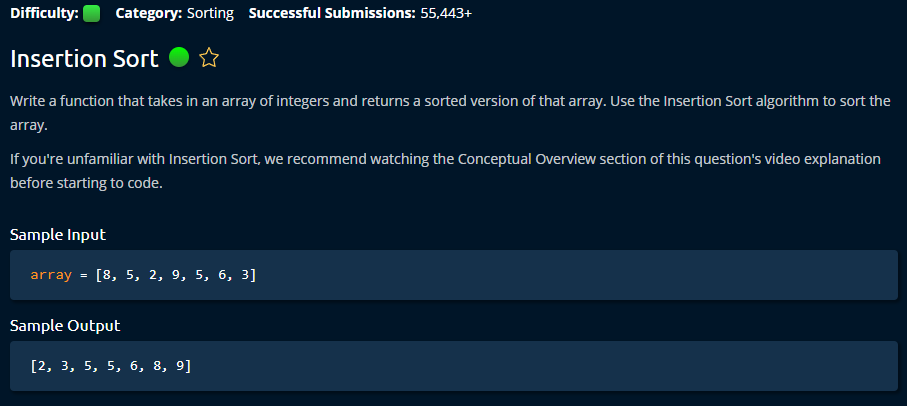 Difficulty: Category: Sorting Successful Submissions: 55,443+
Insertion Sort
Write a function that takes in an array of integers and returns a sorted version of that array. Use the Insertion Sort algorithm to sort the
array.
If you're unfamiliar with Insertion Sort, we recommend watching the Conceptual Overview section of this question's video explanation
before starting to code.
Sample Input
array = [8, 5, 2, 9, 5, 6, 3]
Sample Output
[2, 3, 5, 5, 6, 8, 9]